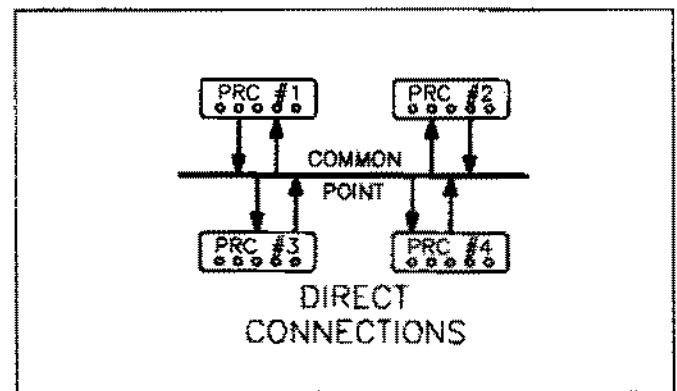 PRC #1
PRC #2
COMMON
POINT
PRC #3
PRC #4
DIRECT
CONNECTIONS